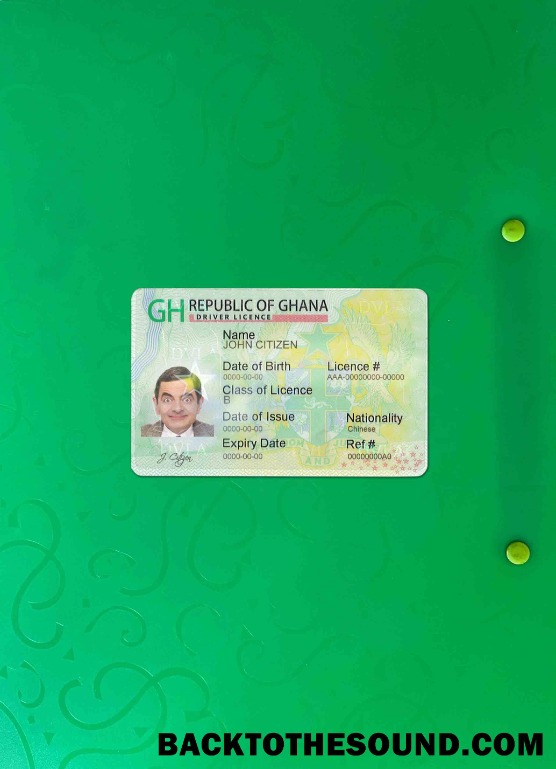 GH REPUBLIC OF GHANA
DRIVER LICENCE
Name
JOHN CITIZEN
Date of Birth Licence #
0000-00-00 AAA-00000000-00000
Class of Licence
B
Date of Issue Nationality
0000-00-00 Chinese
Expiry Date Ref #
0000-00-00 00000000A0
J. Citizen
BACKTOTHESOUND.COM